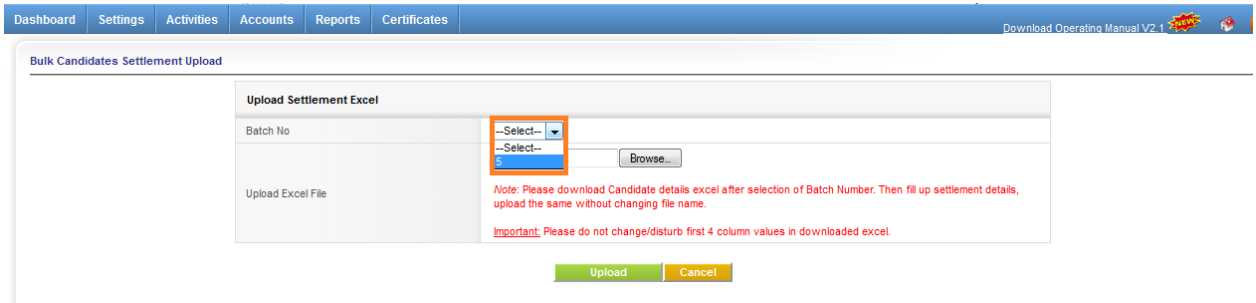 Dashboard Settings Activities Accounts Reports Certificates
Download Operating Manual V2.1 NEW
Bulk Candidates Settlement Upload
Upload Settlement Excel
Batch No
--Select--
--Select--
5
Browse...
Upload Excel File
Note: Please download Candidate details excel after selection of Batch Number. Then fill up settlement details,
upload the same without changing file name.
Important: Please do not change/disturb first 4 column values in downloaded excel.
Upload Cancel